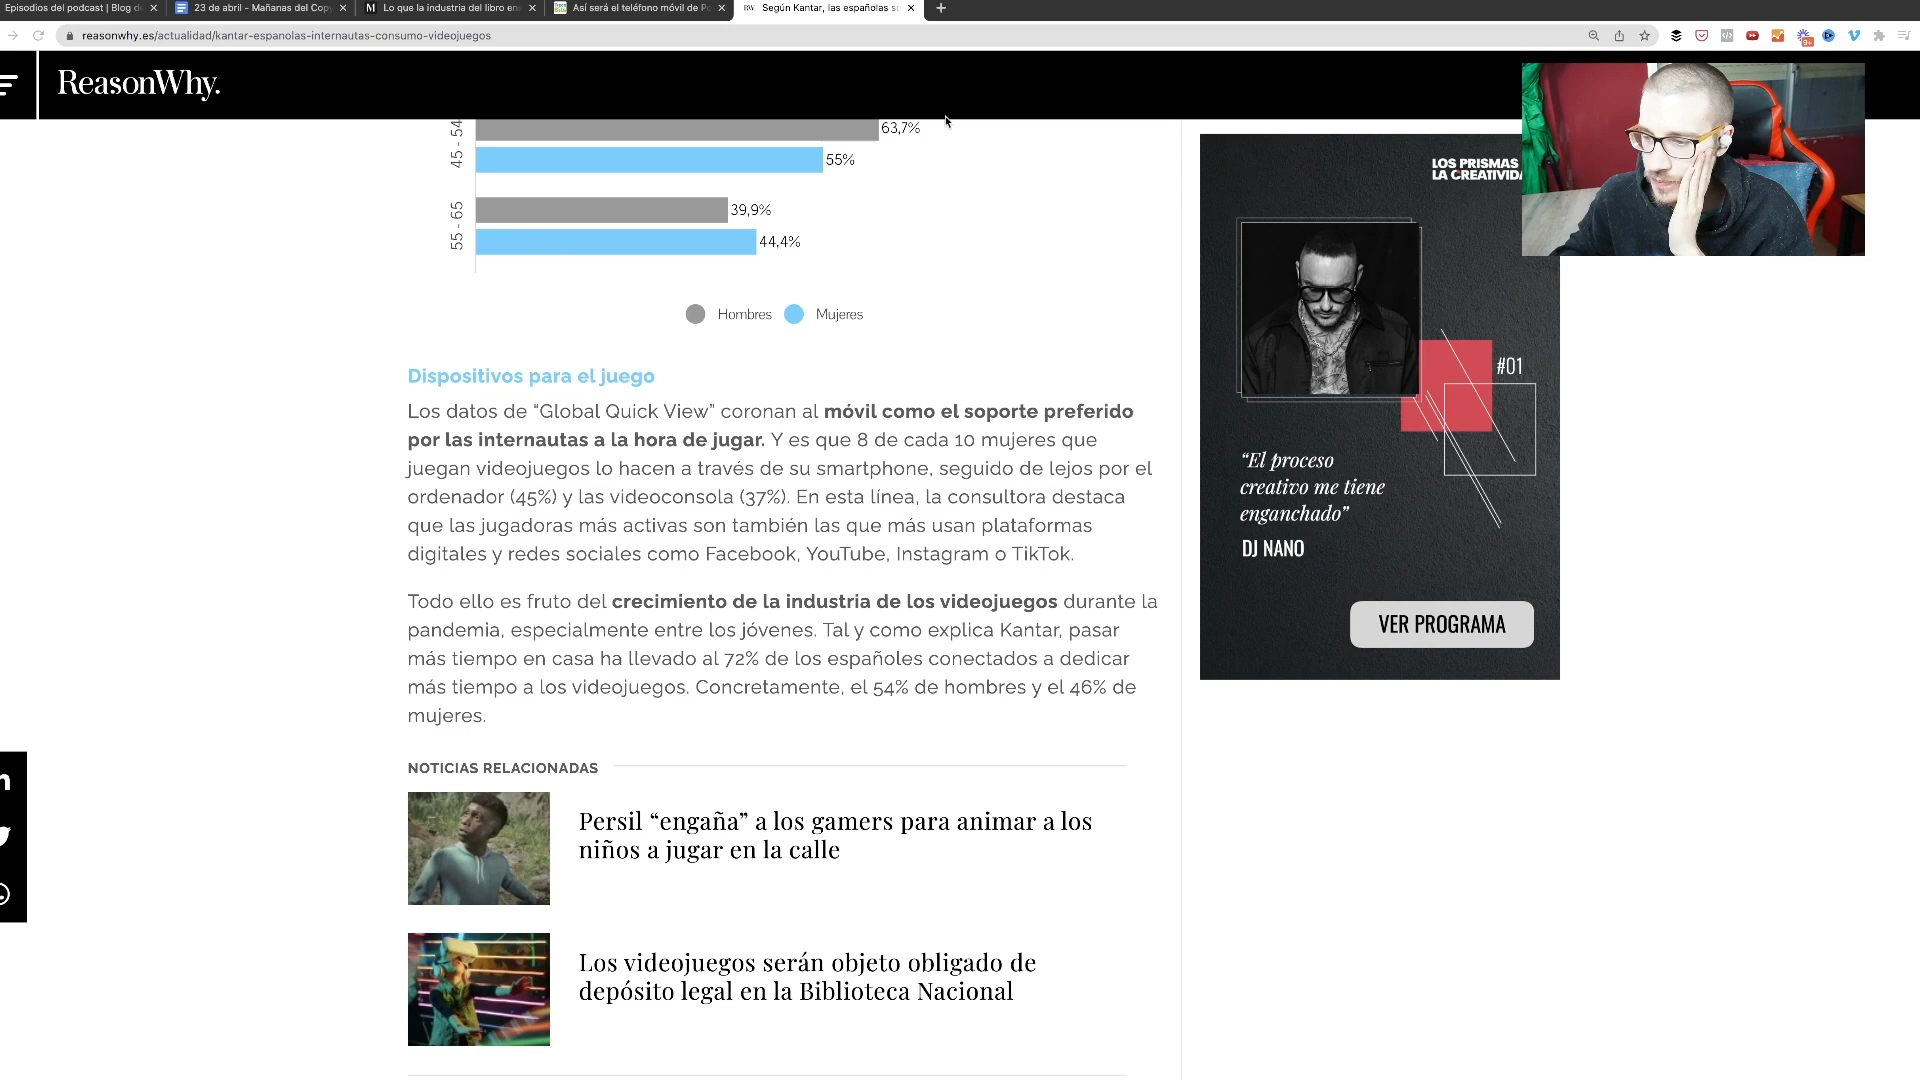 Episodios del podcast | Blog de
23 de abril - Mañanas del Copy
Lo que la industria del libro en
Así será el teléfono móvil de P
Según Kantar, las españolas s
reasonwhy.es/actualidad/kantar-espanolas-internautas-consumo-videojuegos
9+
ReasonWhy.
45 - 54
63,7%
55%
55 - 65
39,9%
44,4%
Hombres
Mujeres
Dispositivos para el juego
Los datos de “Global Quick View” coronan al móvil como el soporte preferido
por las internautas a la hora de jugar. Y es que 8 de cada 10 mujeres que
juegan videojuegos lo hacen a través de su smartphone, seguido de lejos por el
ordenador (45%) y las videoconsola (37%). En esta línea, la consultora destaca
que las jugadoras más activas son también las que más usan plataformas
digitales y redes sociales como Facebook, YouTube, Instagram o TikTok.
Todo ello es fruto del crecimiento de la industria de los videojuegos durante la
pandemia, especialmente entre los jóvenes. Tal y como explica Kantar, pasar
más tiempo en casa ha llevado al 72% de los españoles conectados a dedicar
más tiempo a los videojuegos. Concretamente, el 54% de hombres y el 46% de
mujeres.
NOTICIAS RELACIONADAS
Persil “engaña” a los gamers para animar a los
niños a jugar en la calle
Los videojuegos serán objeto obligado de
depósito legal en la Biblioteca Nacional
LOS PRISMAS
LA CREATIVIDA
#01
“El proceso
creativo me tiene
enganchado”
DJ NANO
VER PROGRAMA